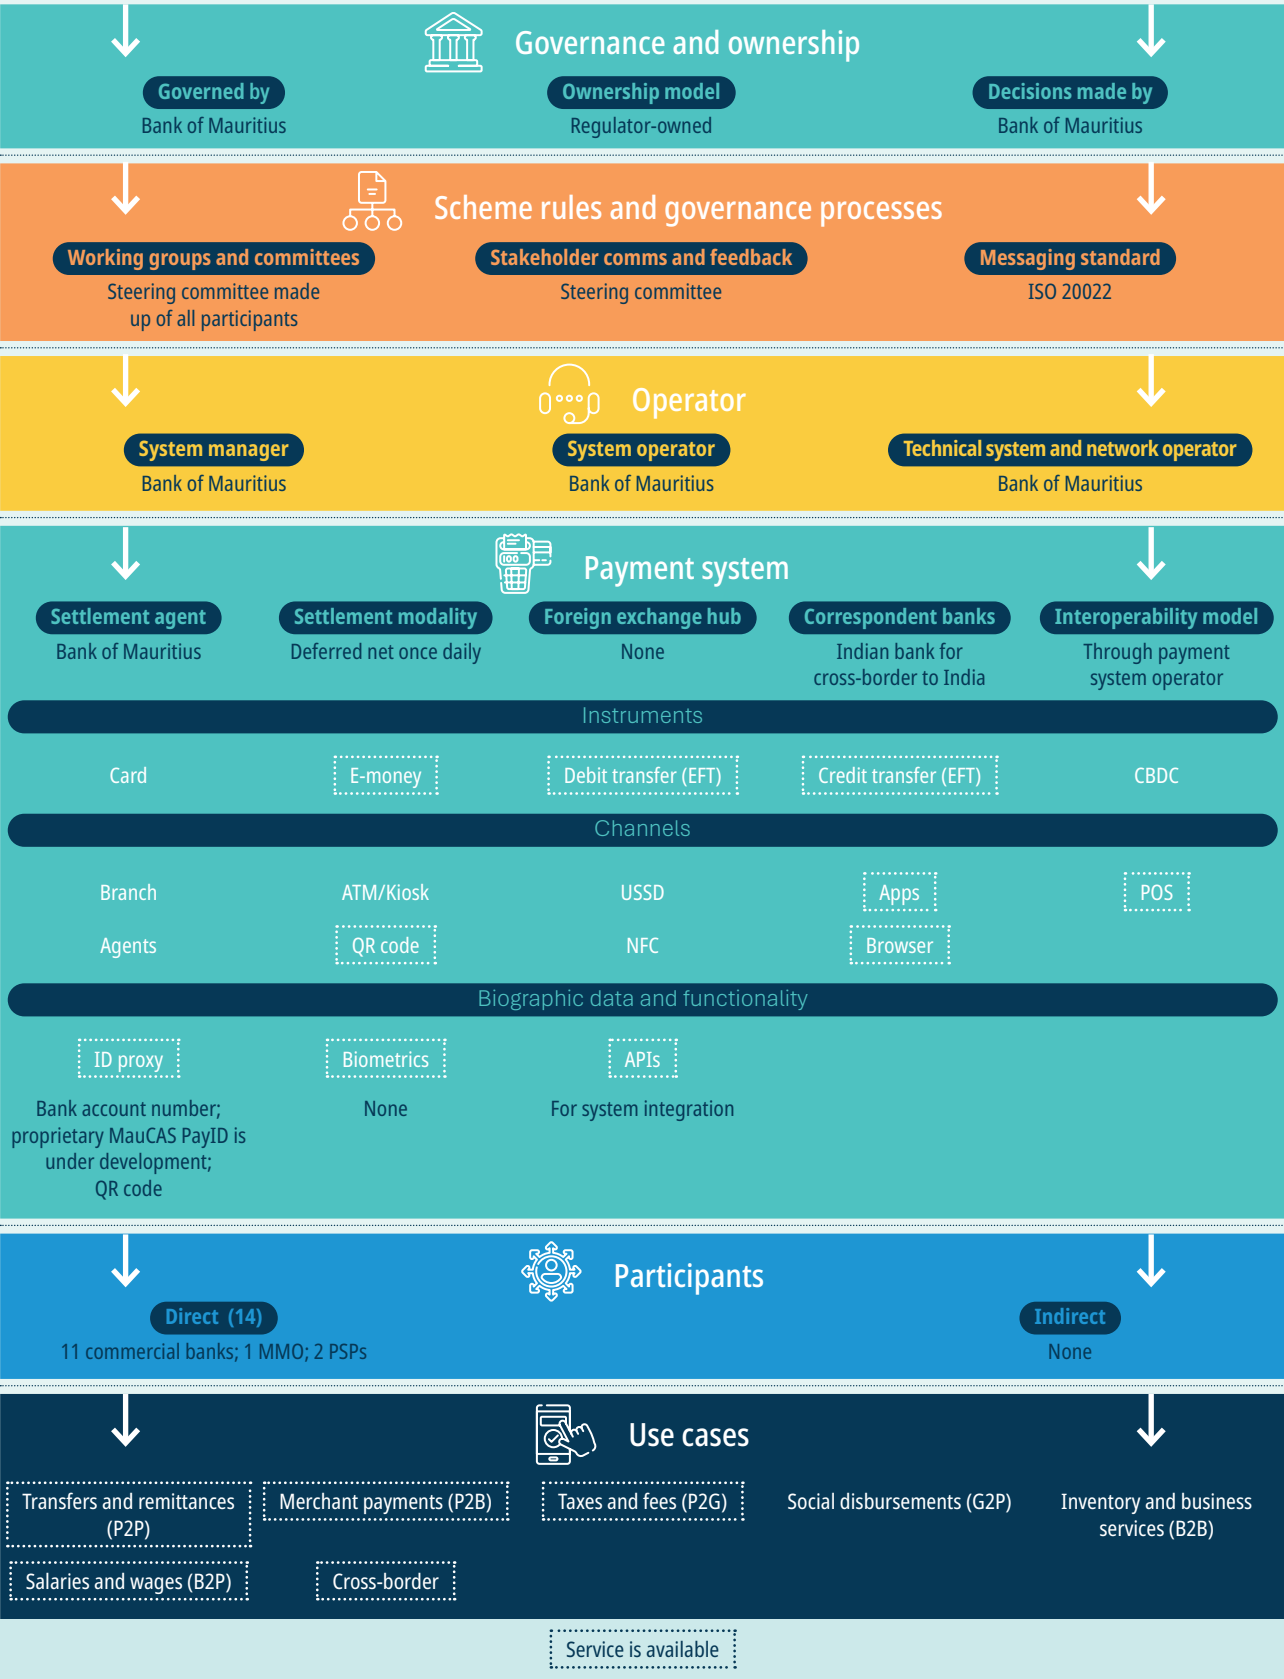 Governance and ownership
Governed by
Ownership model
Decisions made by
Bank of Mauritius
Regulator-owned
Bank of Mauritius
Scheme rules and governance processes
Working groups and committees
Stakeholder comms and feedback
Messaging standard
Steering committee made
up of all participants
Steering committee
ISO 20022
Operator
System manager
System operator
Technical system and network operator
Bank of Mauritius
Bank of Mauritius
Bank of Mauritius
100
Payment system
Settlement agent
Settlement modality
Foreign exchange hub
Correspondent banks
Interoperability model
Bank of Mauritius
Deferred net once daily
None
Indian bank for
cross-border to India
Through payment
system operator
Instruments
Card
E-money
Debit transfer (EFT)
Credit transfer (EFT)
CBDC
Channels
Branch
ATM/Kiosk
USSD
Apps
POS
Agents
QR code
NFC
Browser
Biographic data and functionality
ID proxy
Biometrics
APIs
Bank account number;
proprietary MauCAS PayID is
under development;
QR code
None
For system integration
Participants
Direct (14)
Indirect
11 commercial banks; 1 MMO; 2 PSPs
None
Use cases
Transfers and remittances
(P2P)
Merchant payments (P2B)
Taxes and fees (P2G)
Social disbursements (G2P)
Inventory and business
services (B2B)
Salaries and wages (B2P)
Cross-border
Service is available